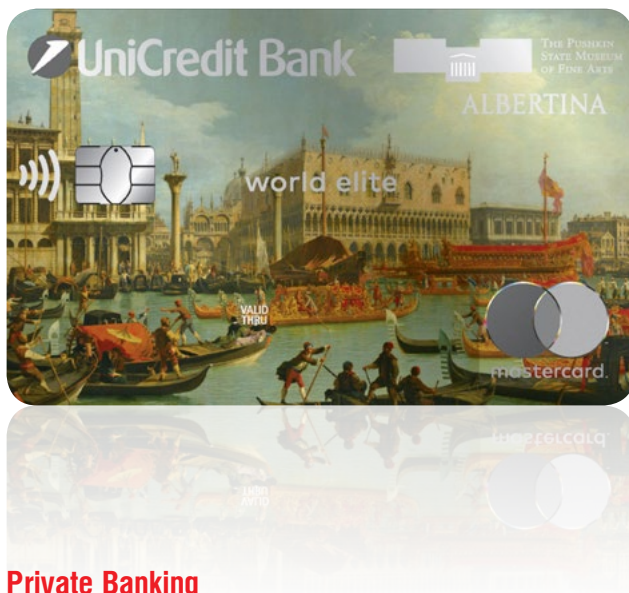 UniCredit Bank
THE PUSHKIN
STATE MUSEUM
OF FINE ARTS
ALBERTINA
world elite
VALID
THRU
mastercard.
Private Banking